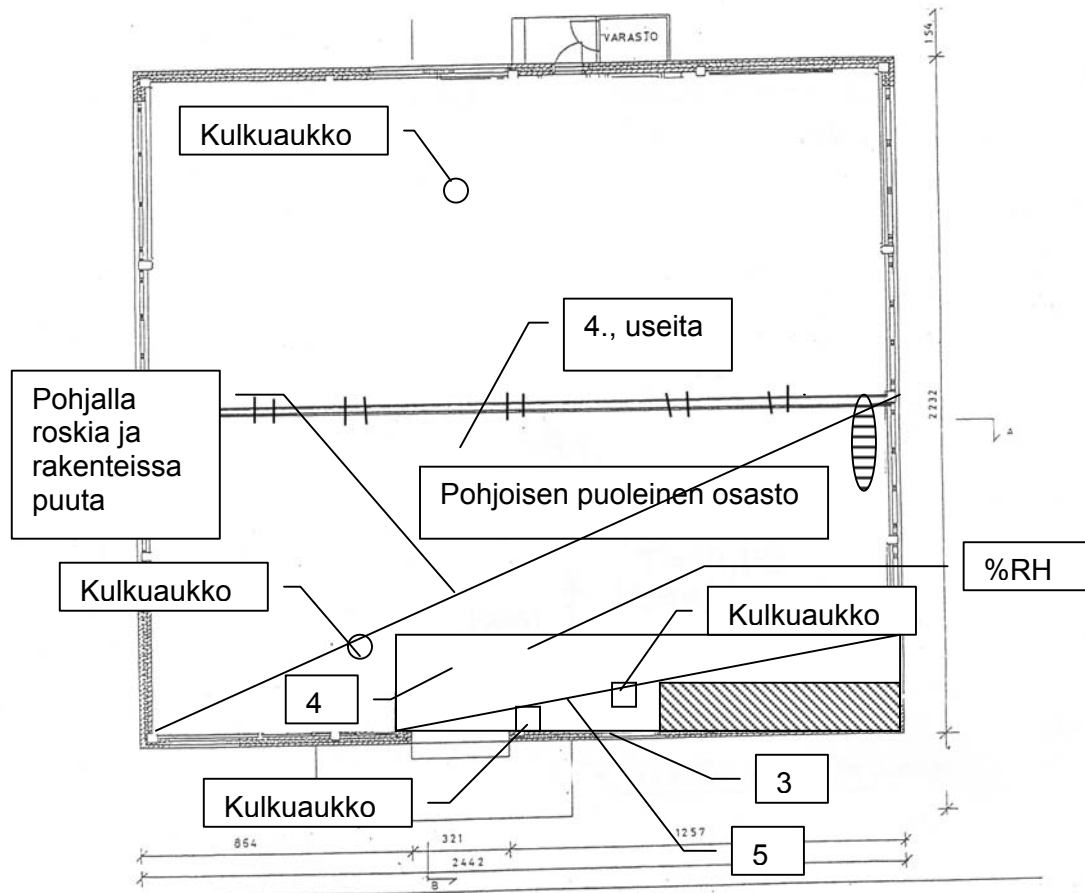 VARASTO
154
Kulkuaukko
4., useita
Pohjalla
roskia ja
rakenteissa
puuta
2232
A
Pohjoisen puoleinen osasto
%RH
Kulkuaukko
Kulkuaukko
4
3
Kulkuaukko
864
321
1257
5
2442
B